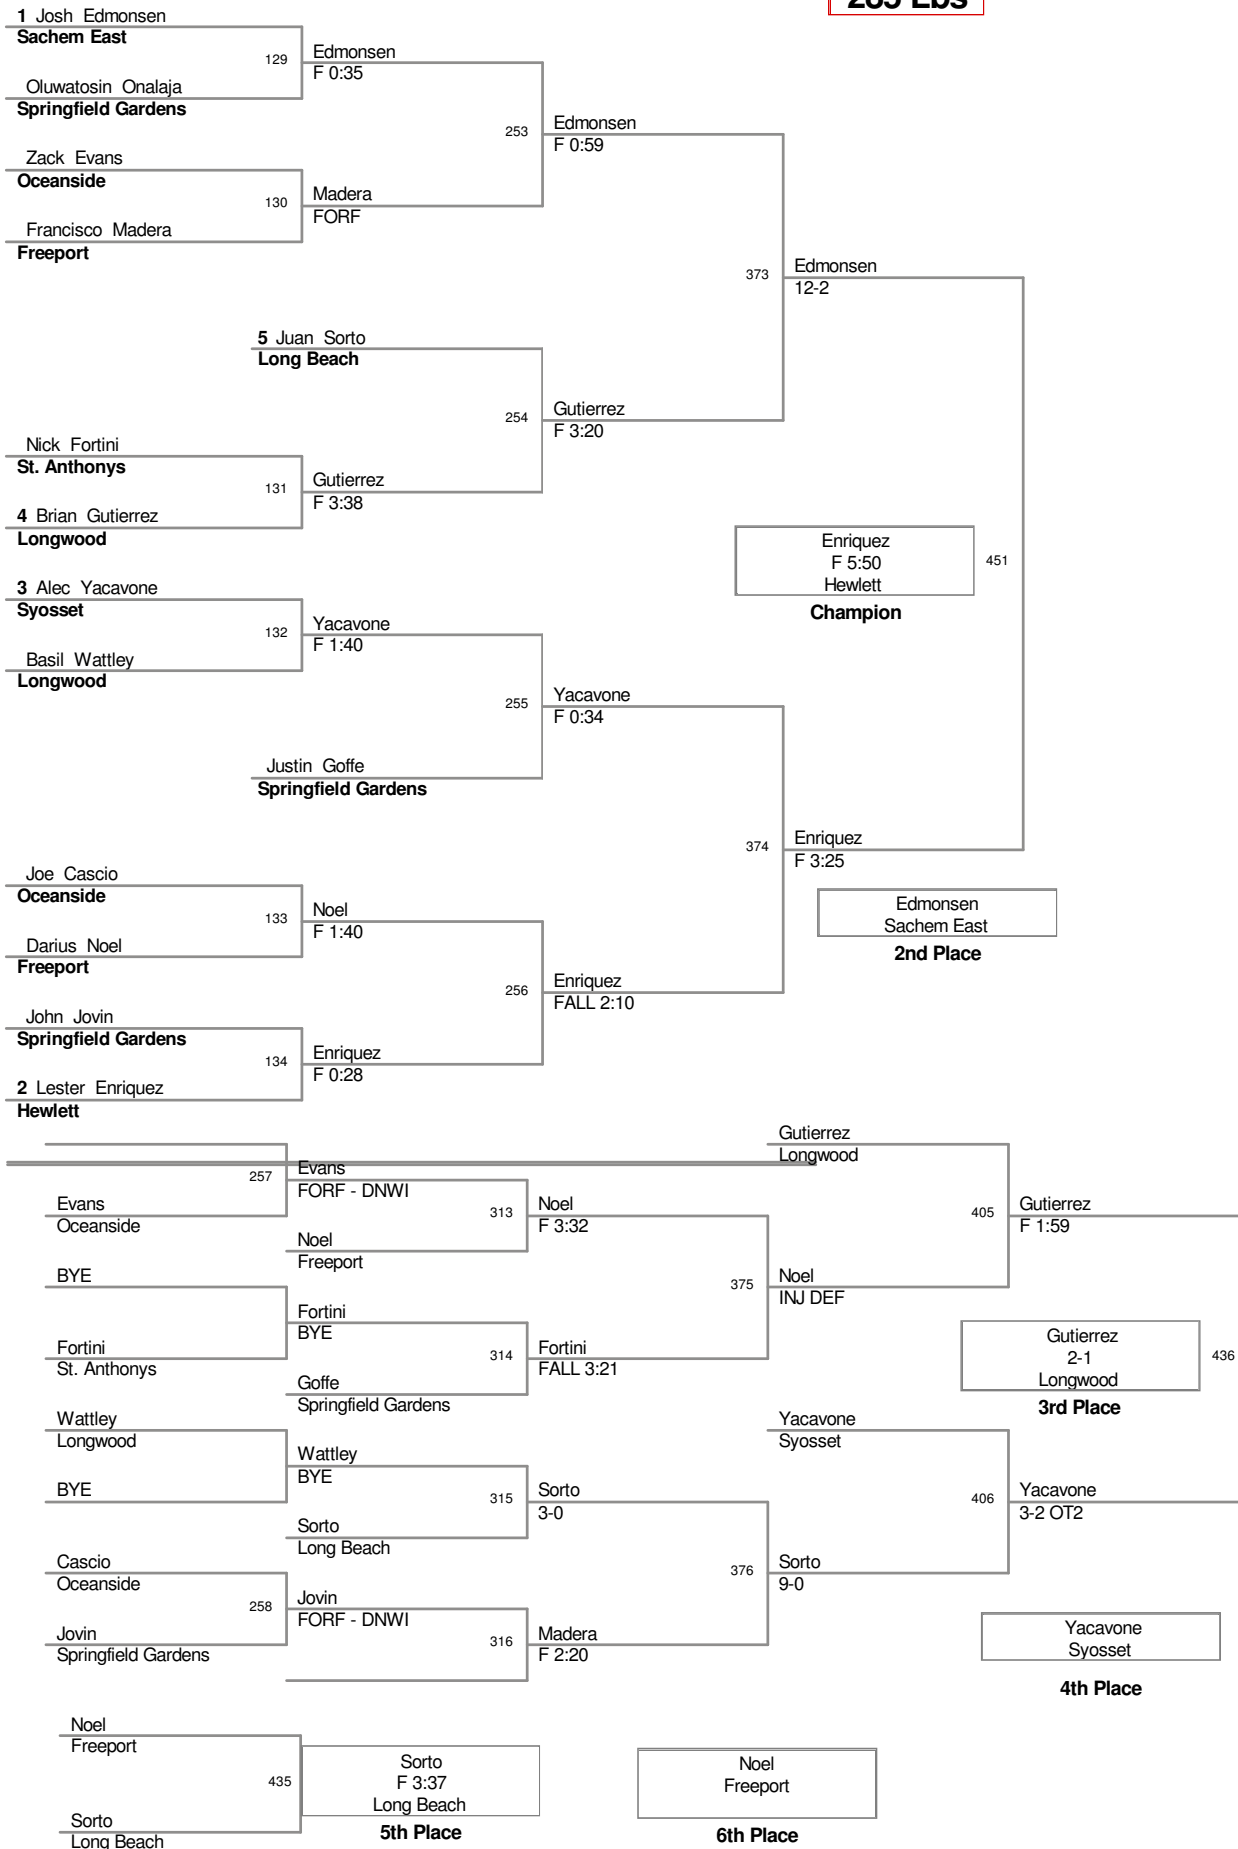 285 Lbs
1 Josh Edmonsen
Sachem East
129
Edmonsen
F 0:35
Oluwatosin Onalaja
Springfield Gardens
253
Edmonsen
F 0:59
Zack Evans
Oceanside
130
Madera
FORF
Francisco Madera
Freeport
373
Edmonsen
12-2
5 Juan Sorto
Long Beach
254
Gutierrez
F 3:20
Nick Fortini
St. Anthonys
131
Gutierrez
F 3:38
4 Brian Gutierrez
Longwood
Enriquez
F 5:50
Hewlett
451
Champion
3 Alec Yacavone
Syosset
132
Yacavone
F 1:40
Basil Wattley
Longwood
255
Yacavone
F 0:34
Justin Goffe
Springfield Gardens
374
Enriquez
F 3:25
Joe Cascio
Oceanside
133
Noel
F 1:40
Edmonsen
Sachem East
2nd Place
Darius Noel
Freeport
256
Enriquez
FALL 2:10
John Jovin
Springfield Gardens
134
Enriquez
F 0:28
2 Lester Enriquez
Hewlett
Gutierrez
Longwood
257
Evans
FORF - DNWI
Evans
Oceanside
313
Noel
F 3:32
405
Gutierrez
F 1:59
Noel
Freeport
BYE
375
Noel
INJ DEF
Fortini
BYE
Fortini
St. Anthonys
314
Fortini
FALL 3:21
Gutierrez
2-1
Longwood
436
3rd Place
Goffe
Springfield Gardens
Wattley
Longwood
Yacavone
Syosset
Wattley
BYE
BYE
315
Sorto
3-0
406
Yacavone
3-2 OT2
Sorto
Long Beach
Cascio
Oceanside
376
Sorto
9-0
258
Jovin
FORF - DNWI
Jovin
Springfield Gardens
316
Madera
F 2:20
Yacavone
Syosset
4th Place
Noel
Freeport
435
Sorto
F 3:37
Long Beach
5th Place
Noel
Freeport
6th Place
Sorto
Long Beach